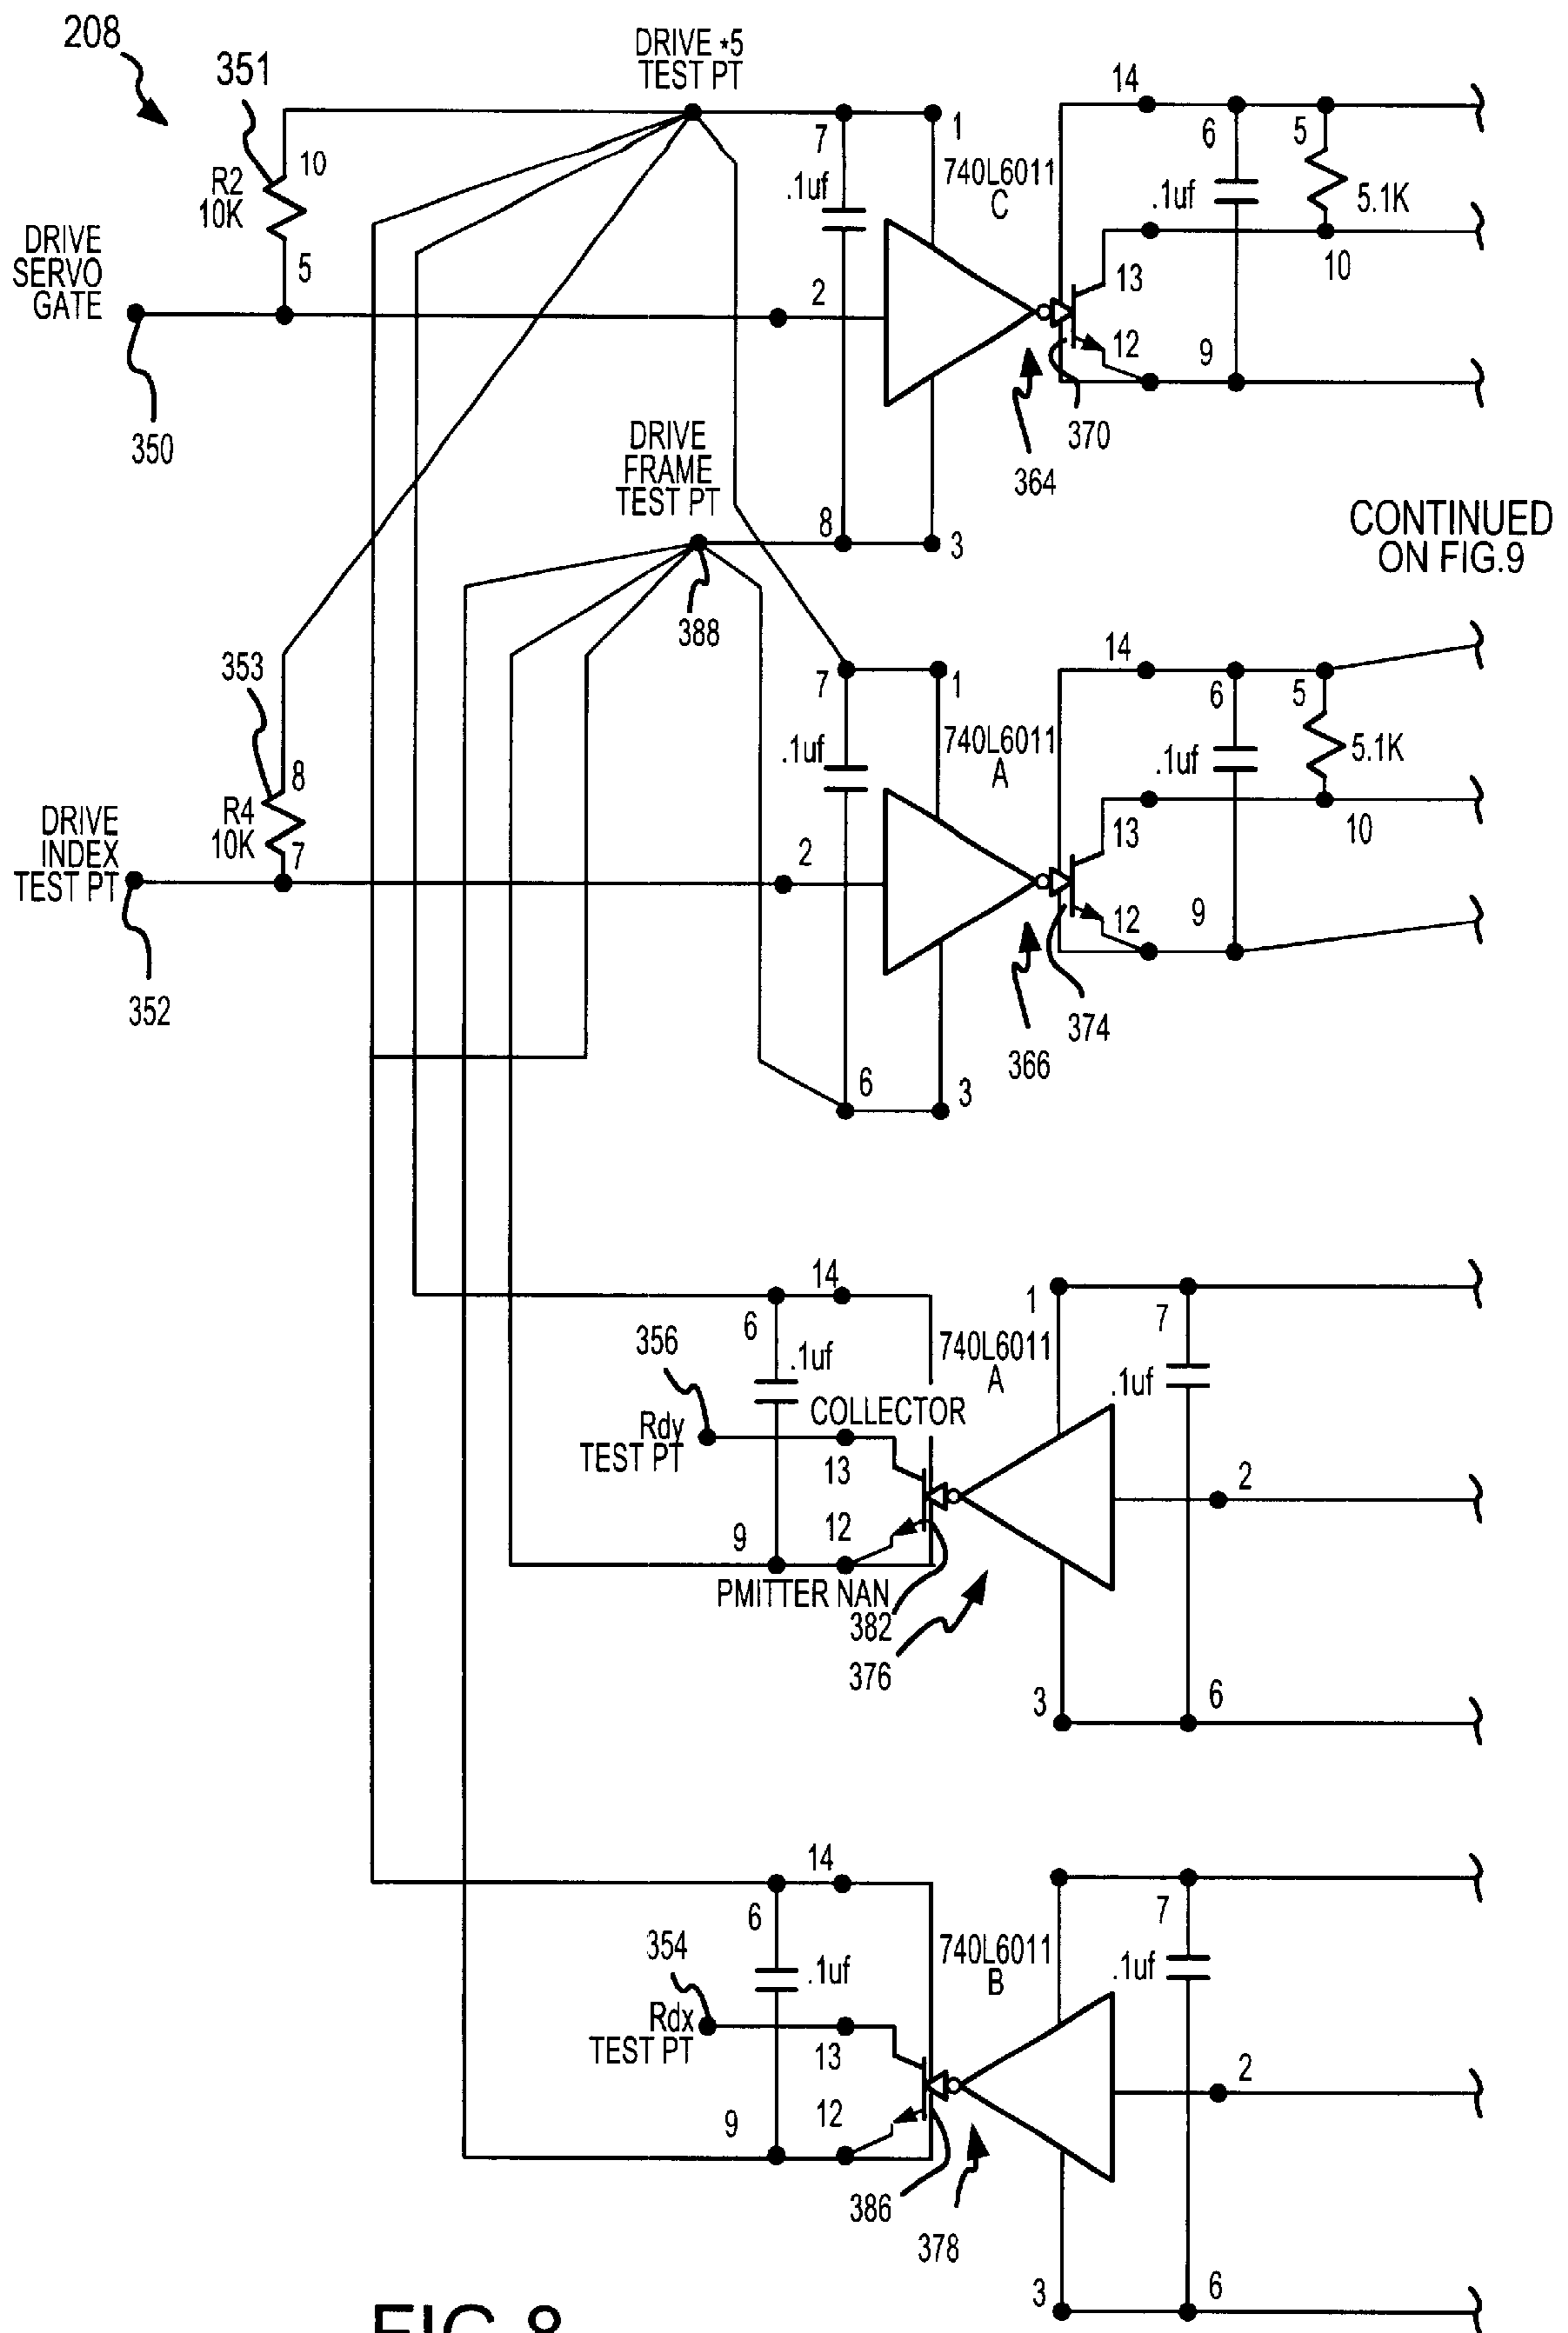 208
351
DRIVE *5
TEST PT
14
10
R2
10K
7
1
740L6011
C
.1uf
6
5
.1uf
5.1K
DRIVE
SERVO
GATE
5
2
13
10
12
9
350
370
364
DRIVE
FRAME
TEST PT
8
3
CONTINUED
ON FIG.9
388
353
14
7
1
6
5
740L6011
A
.1uf
.1uf
5.1K
8
R4
10K
7
DRIVE
INDEX
TEST PT
2
13
10
12
9
352
374
366
6
3
14
6
1
7
356
.1uf
740L6011
A
.1uf
COLLECTOR
Rdy
TEST PT
13
2
9
12
PMITTER NAN
382
376
3
6
14
6
7
354
.1uf
740L6011
B
.1uf
Rdx
TEST PT
13
2
9
12
386
378
3
6
FIG.8